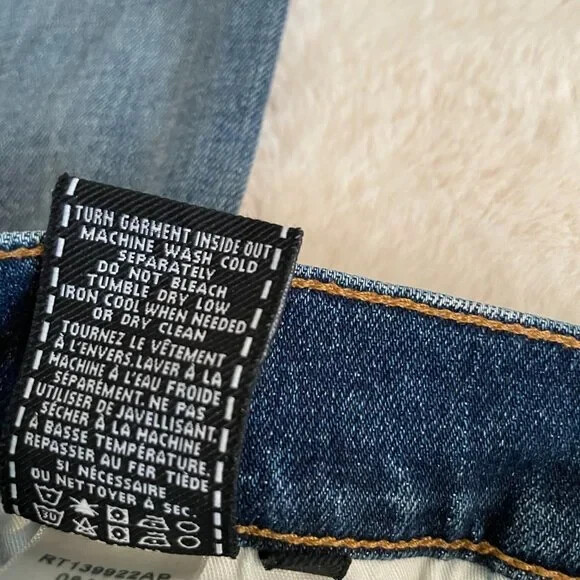 TURN GARMENT INSIDE OUT
MACHINE WASH COLD
SEPARATELY
DO NOT BLEACH
TUMBLE DRY LOW
IRON COOL WHEN NEEDED
OR DRY CLEAN
TOURNEZ LE VÊTEMENT
À L'ENVERS. LAVER À LA
MACHINE À L'EAU FROIDE
SÉPARÉMENT. NE PAS
UTILISER DE JAVELLISANT.
SÉCHER À LA MACHINE
À BASSE TEMPÉRATURE.
REPASSER AU FER TIÈDE
SI NÉCESSAIRE
OU NETTOYER À SEC.
30
RT139922AP